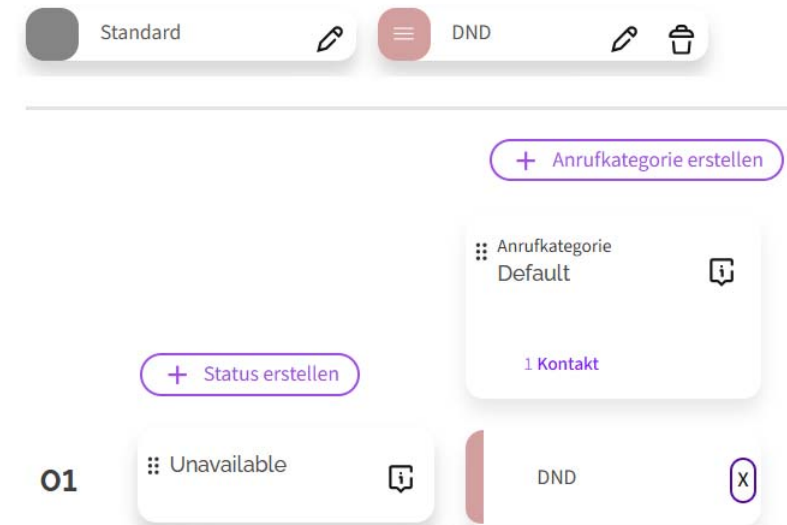 Standard
DND
+ Anrufkategorie erstellen
Anrufkategorie
Default
1 Kontakt
+ Status erstellen
01
Unavailable
DND
X